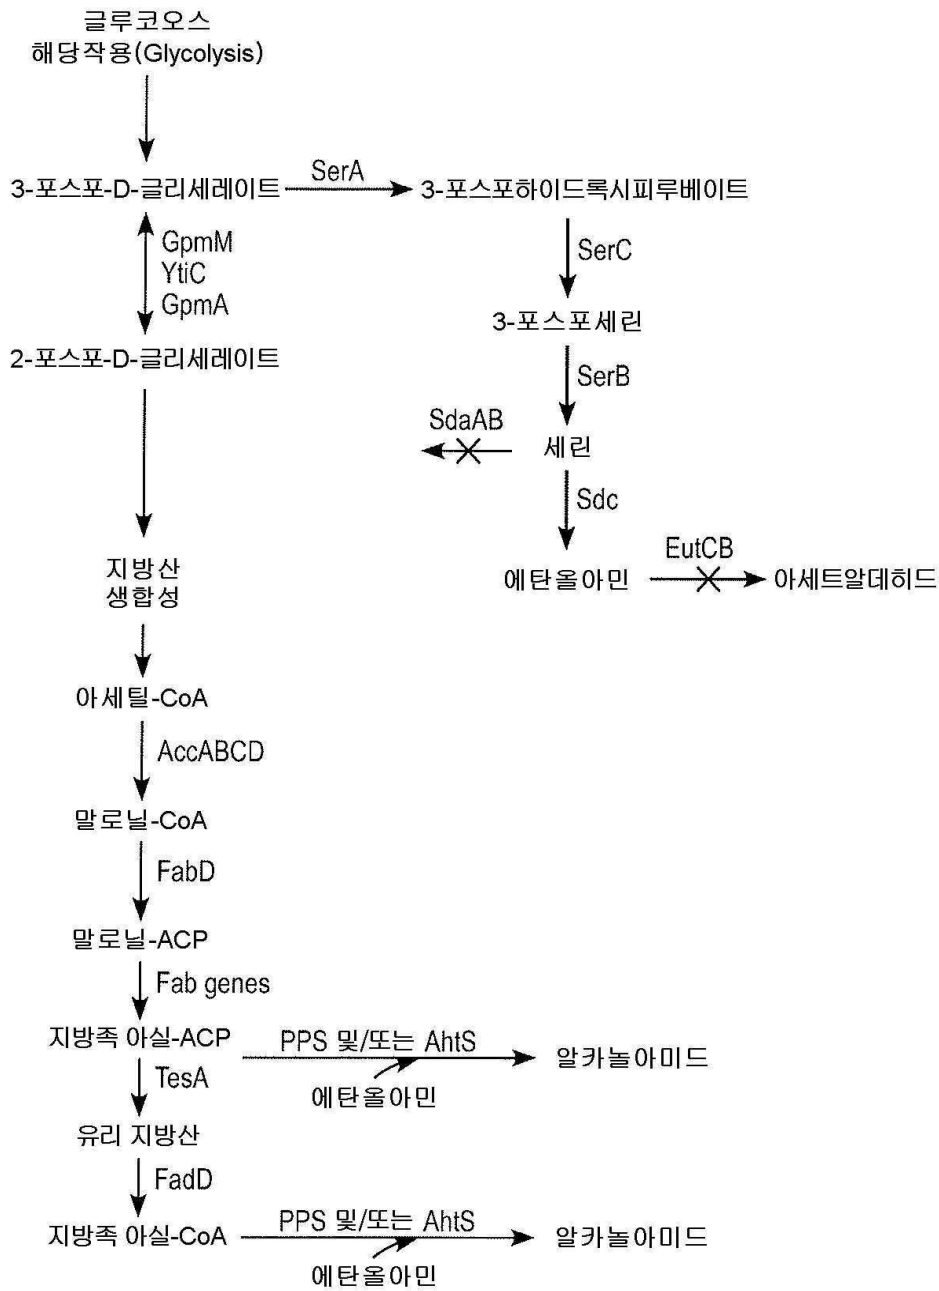 글루코오스
해당작용(Glycolysis)
3-포스포-D-글리세레이트
SerA
3-포스포하이드록시피루베이트
GpmM
YtiC
GpmA
SerC
3-포스포세린
2-포스포-D-글리세레이트
SerB
SdaAB
세린
Sdc
EutCB
지방산
생합성
에탄올아민
아세트알데히드
아세틸-CoA
AccABCD
말로닐-CoA
FabD
말로닐-ACP
Fab genes
지방족 아실-ACP
PPS 및/또는 AhtS
알카놀아미드
TesA
에탄올아민
유리 지방산
FadD
지방족 아실-CoA
PPS 및/또는 AhtS
알카놀아미드
에탄올아민